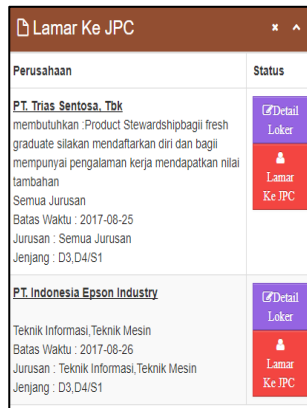 Lamar Ke JPC
Perusahaan Status
PT. Trias Sentosa, Tbk
membutuhkan :Product Stewardshipbagii fresh
graduate silakan mendaftarkan diri dan bagii
mempunyai pengalaman kerja mendapatkan nilai
tambahan
Semua Jurusan
Batas Waktu : 2017-08-25
Jurusan : Semua Jurusan
Jenjang : D3,D4/S1
Detail
Loker
Lamar
Ke JPC
PT. Indonesia Epson Industry
Teknik Informasi,Teknik Mesin
Batas Waktu : 2017-08-26
Jurusan : Teknik Informasi,Teknik Mesin
Jenjang : D3,D4/S1
Detail
Loker
Lamar
Ke JPC